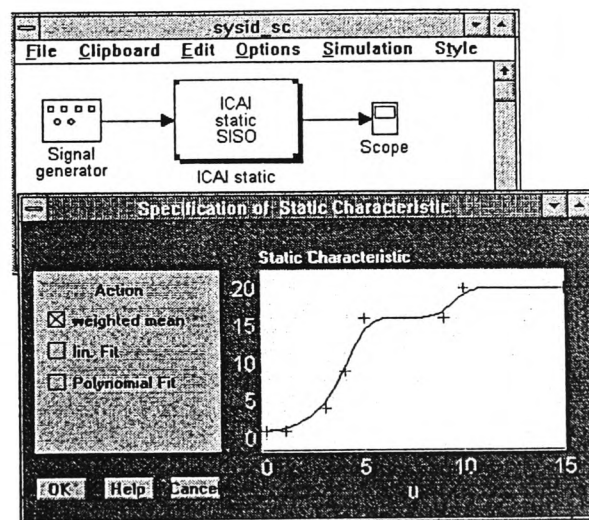 sysid_sc
File Clipboard Edit Options Simulation Style
Signal
generator
ICAI
static
SISO
ICAI static
Scope
Specification of Static Characteristic
Action
weighted mean
lin. Fit
Polynomial Fit
OK Help Cancel
Static Characteristic
20
15
10
5
0
0 5 10 15
u